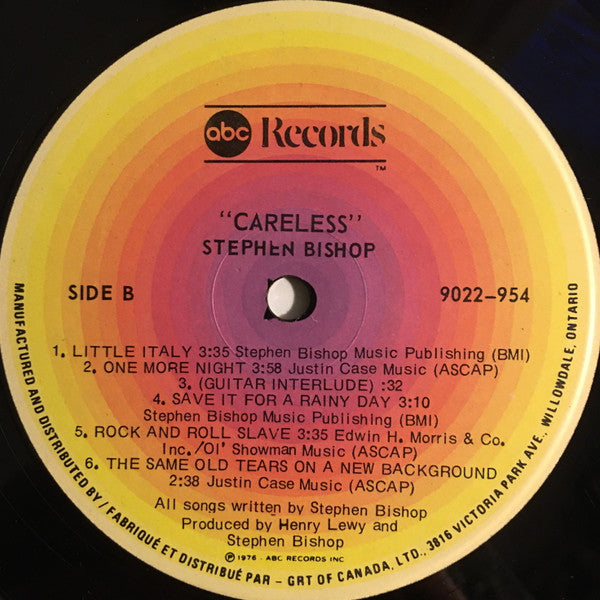 abc Records
TM
"CARELESS"
STEPHEN BISHOP
SIDE B
9022-954
1. LITTLE ITALY 3:35 Stephen Bishop Music Publishing (BMI)
2. ONE MORE NIGHT 3:58 Justin Case Music (ASCAP)
3. (GUITAR INTERLUDE) :32
4. SAVE IT FOR A RAINY DAY 3:10
Stephen Bishop Music Publishing (BMI)
5. ROCK AND ROLL SLAVE 3:35 Edwin H. Morris & Co.
Inc./Ol' Showman Music (ASCAP)
6. THE SAME OLD TEARS ON A NEW BACKGROUND
2:38 Justin Case Music (ASCAP)
All songs written by Stephen Bishop
Produced by Henry Lewy and
Stephen Bishop
℗ 1976 - ABC RECORDS INC
MANUFACTURED AND DISTRIBUTED BY / FABRIQUÉ ET DISTRIBUÉ PAR - GRT OF CANADA, LTD., 3816 VICTORIA PARK AVE., WILLOWDALE, ONTARIO